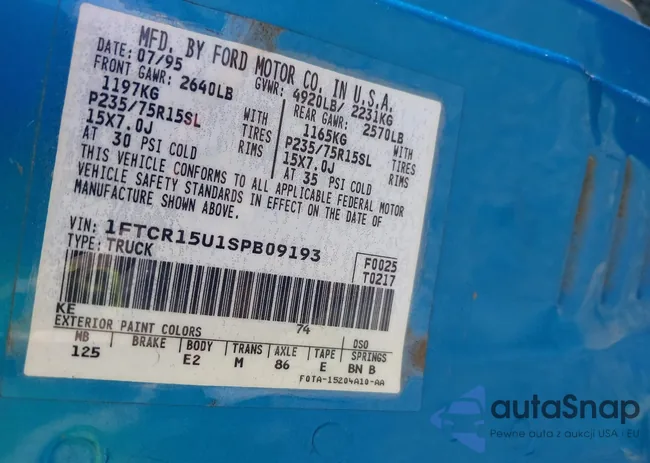 MFD. BY FORD MOTOR CO. IN U.S.A.
DATE: 07/95 GVWR: 4920LB/ 2231KG
FRONT GAWR: 2640LB REAR GAWR: 2570LB
1197KG 1165KG
P235/75R15SL WITH TIRES P235/75R15SL WITH TIRES
15X7.0J RIMS 15X7.0J RIMS
AT 30 PSI COLD AT 35 PSI COLD
THIS VEHICLE CONFORMS TO ALL APPLICABLE FEDERAL MOTOR
VEHICLE SAFETY STANDARDS IN EFFECT ON THE DATE OF
MANUFACTURE SHOWN ABOVE.
VIN: 1FTCR15U1SPB09193
TYPE: TRUCK
F0025
T0217
KE 74
EXTERIOR PAINT COLORS DSO
MB BRAKE BODY TRANS AXLE TAPE SPRINGS
125 E2 M 86 E BN B
F0TA-15204A10-AA
autoSnap
Pewne auta z aukcji USA - EU